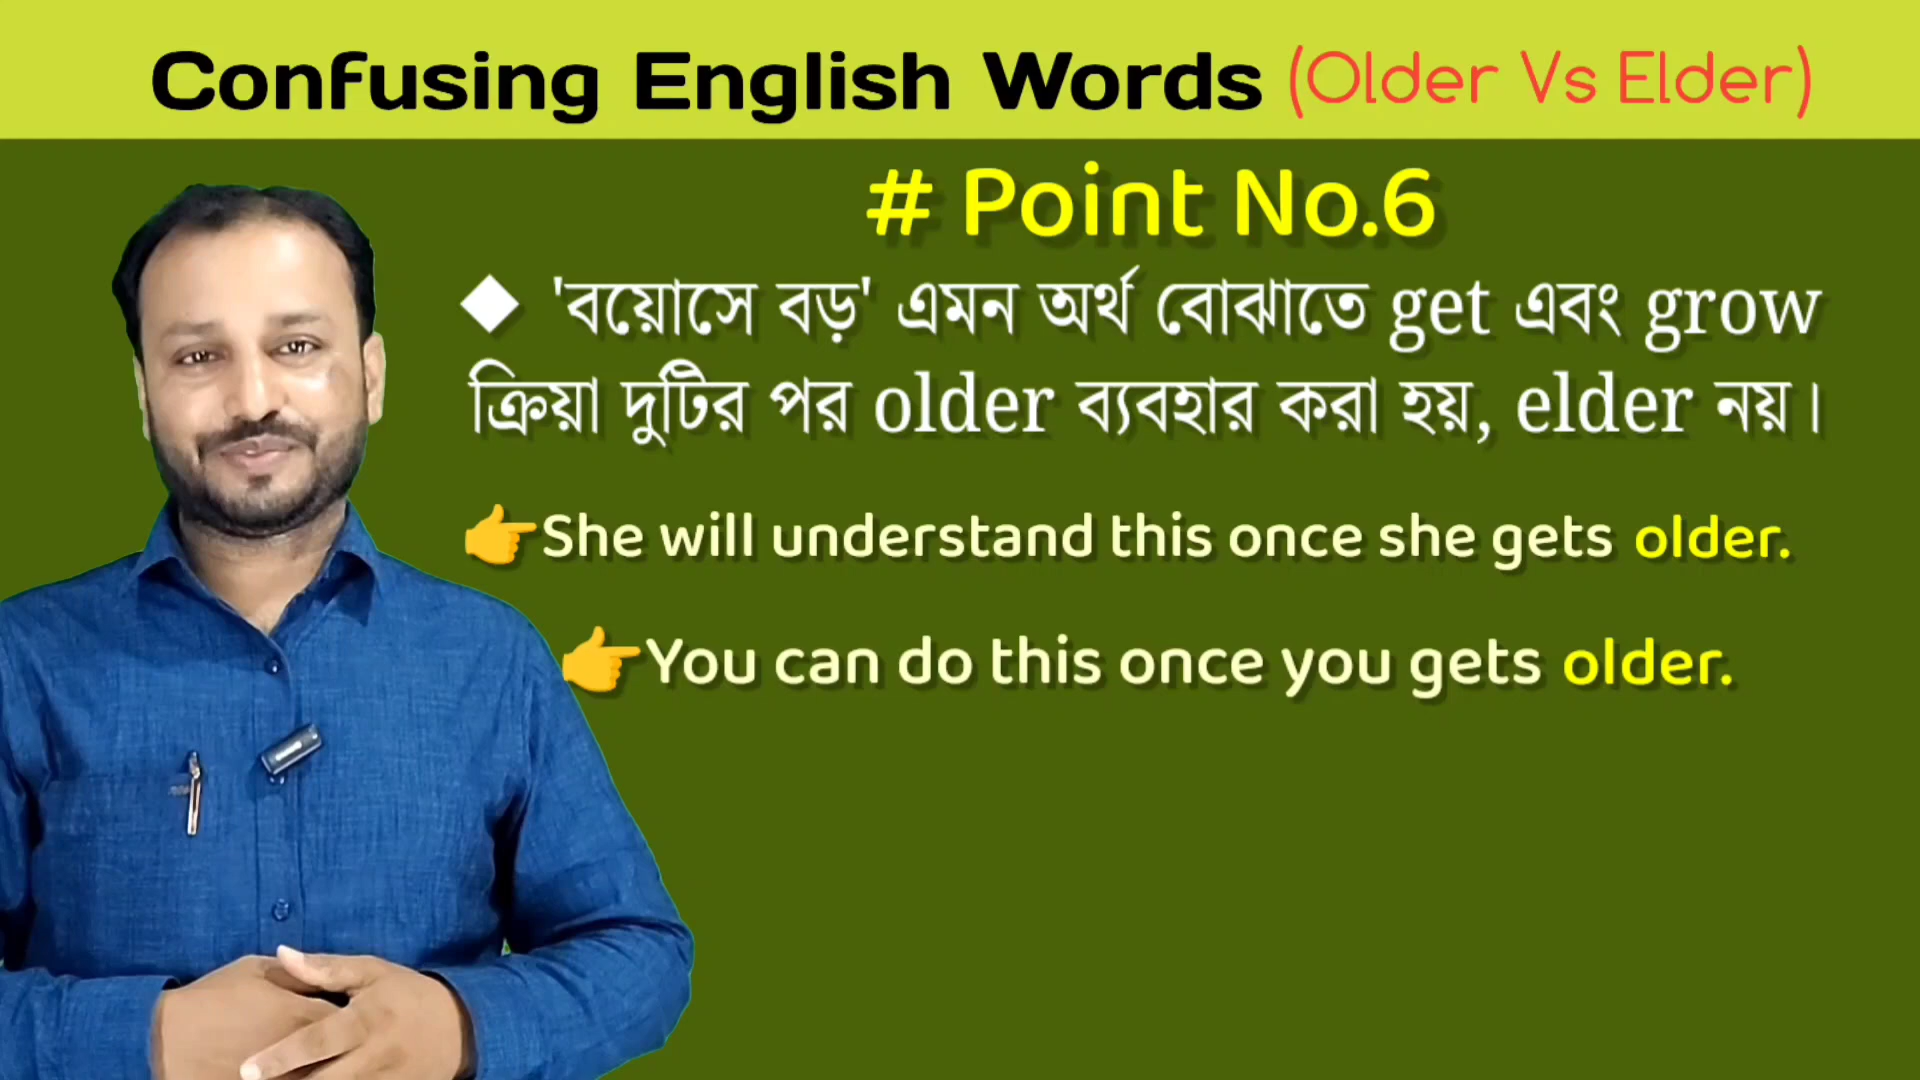 Confusing English Words (Older Vs Elder)
# Point No.6
◆ 'বয়োসে বড়' এমন অর্থ বোঝাতে get এবং grow
ক্রিয়া দুটির পর older ব্যবহার করা হয়, elder নয়।
👉She will understand this once she gets older.
👉You can do this once you gets older.